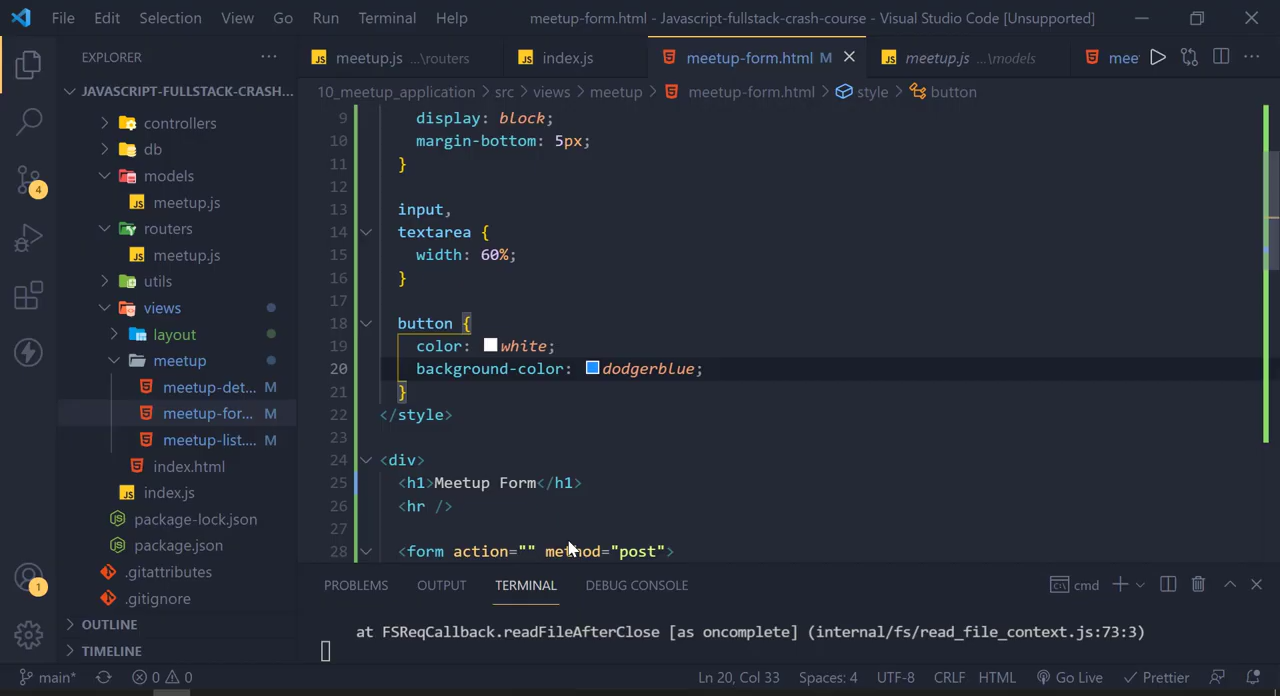 File Edit Selection View Go Run Terminal Help meetup-form.html - Javascript-fullstack-crash-course - Visual Studio Code [Unsupported]
EXPLORER
JAVASCRIPT-FULLSTACK-CRASH...
controllers
db
models
JS meetup.js
routers
JS meetup.js
utils
views
layout
meetup
meetup-det... M
meetup-for... M
meetup-list.... M
index.html
JS index.js
package-lock.json
package.json
.gitattributes
.gitignore
OUTLINE
TIMELINE
4
1
JS meetup.js ...\routers JS index.js meetup-form.html M JS meetup.js ...\models mee
10_meetup_application > src > views > meetup > meetup-form.html > style > button
9 display: block;
10 margin-bottom: 5px;
11 }
12
13 input,
14 textarea {
15 width: 60%;
16 }
17
18 button {
19 color: white;
20 background-color: dodgerblue;
21 }
22 </style>
23
24 <div>
25 <h1>Meetup Form</h1>
26 <hr />
27
28 <form action="" method="post">
PROBLEMS OUTPUT TERMINAL DEBUG CONSOLE cmd
at FSReqCallback.readFileAfterClose [as oncomplete] (internal/fs/read_file_context.js:73:3)
main* 0 0 Ln 20, Col 33 Spaces: 4 UTF-8 CRLF HTML Go Live Prettier